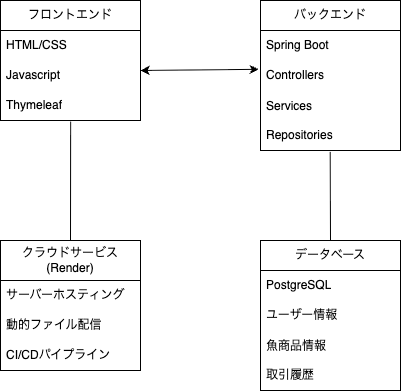 フロントエンド
HTML/CSS
Javascript
Thymeleaf
バックエンド
Spring Boot
Controllers
Services
Repositories
クラウドサービス
(Render)
サーバーホスティング
動的ファイル配信
CI/CDパイプライン
データベース
PostgreSQL
ユーザー情報
魚商品情報
取引履歴